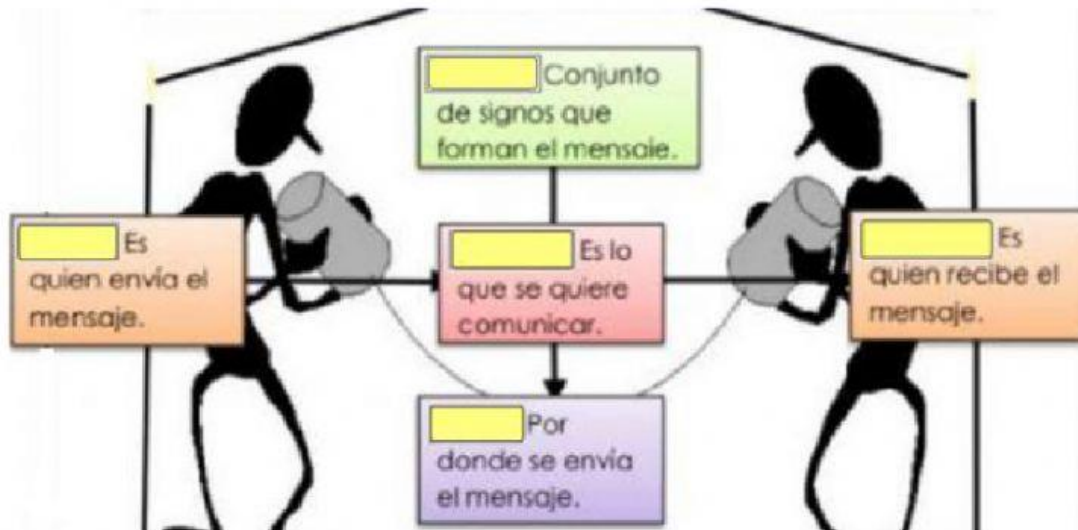 Conjunto
de signos que
forman el mensaje.
Es
quien envía el
mensaje.
Es lo
que se quiere
comunicar.
Es
quien recibe el
mensaje.
Por
donde se envía
el mensaje.